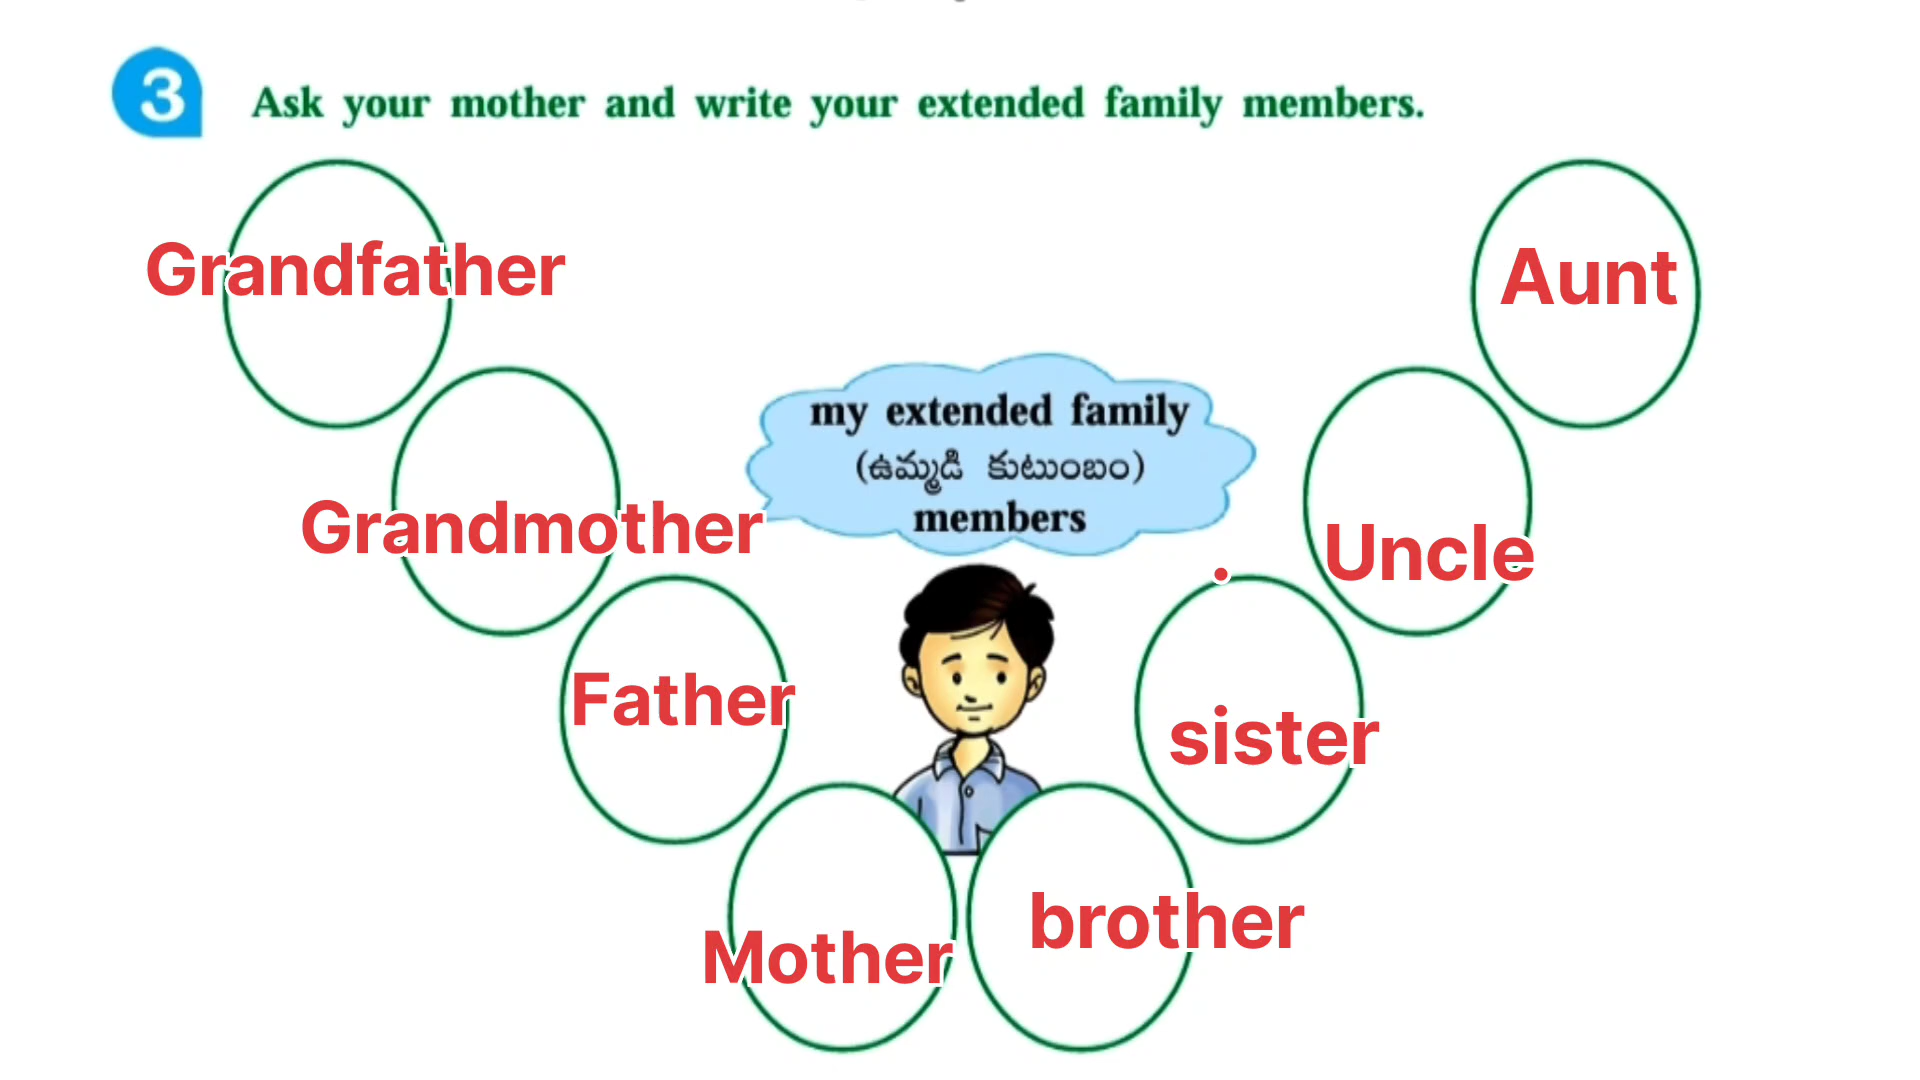 3 Ask your mother and write your extended family members.
Grandfather
Aunt
my extended family
(ఉమ్మడి కుటుంబం)
members
Grandmother
Uncle
Father
sister
Mother
brother